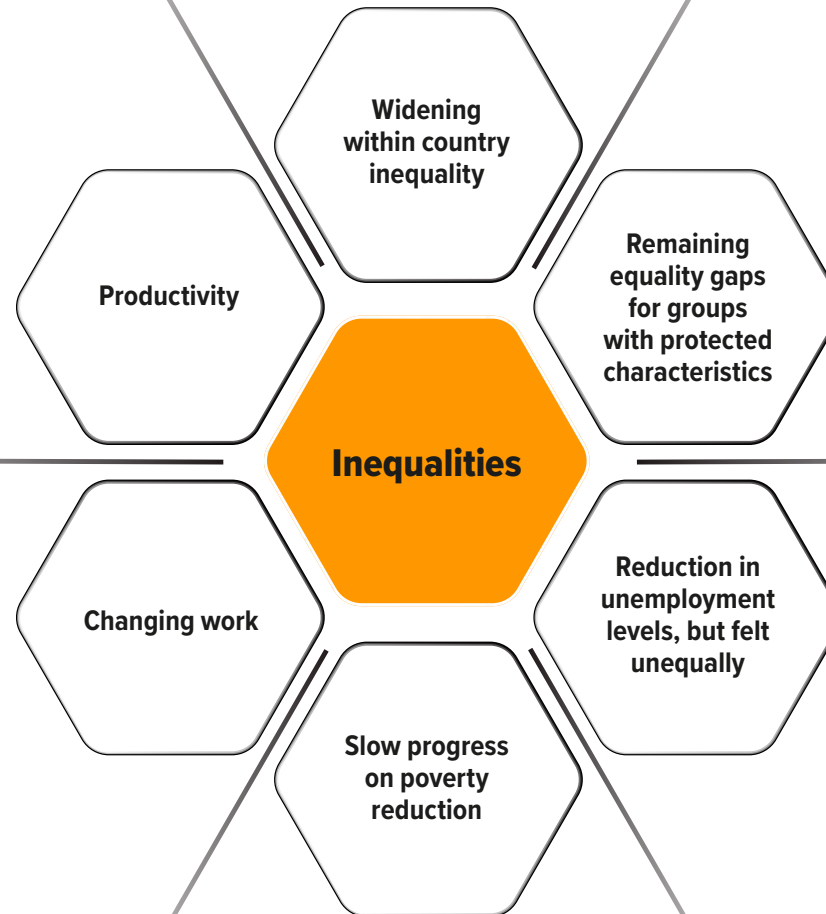 Widening
within country
inequality
Remaining
equality gaps
for groups
with protected
characteristics
Productivity
Inequalities
Reduction in
unemployment
levels, but felt
unequally
Changing work
Slow progress
on poverty
reduction